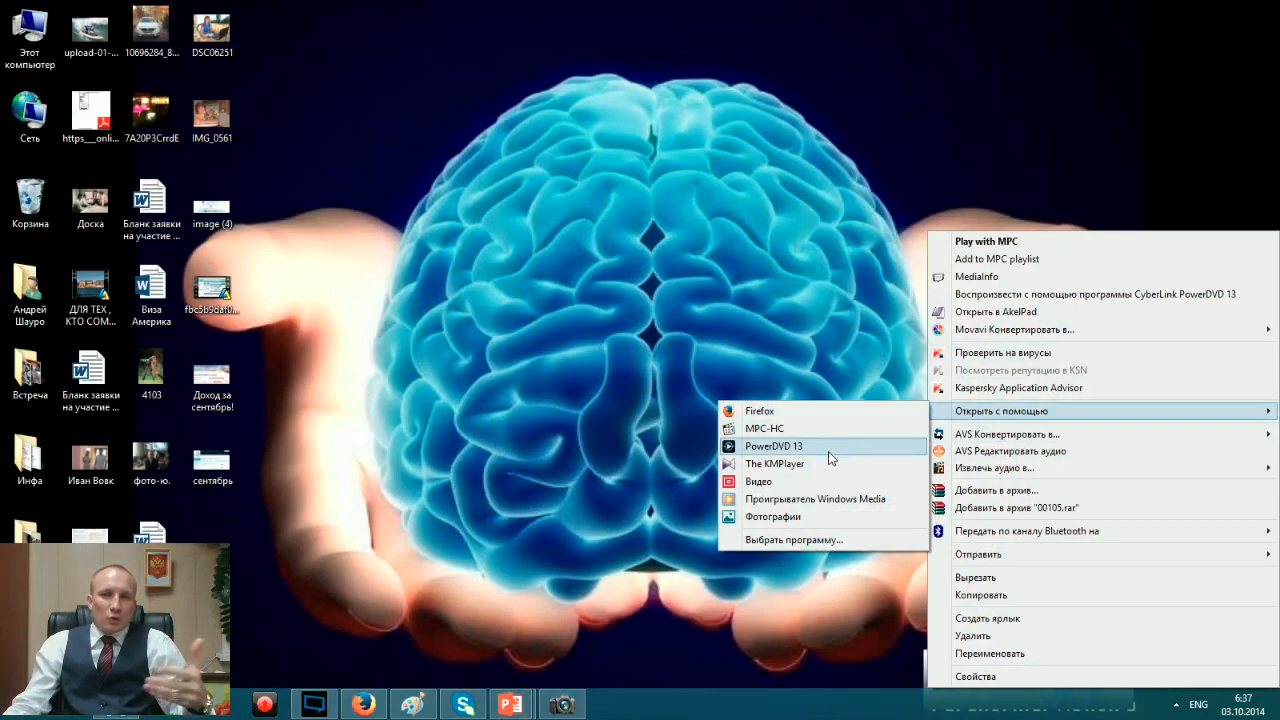 Этот
компьютер
upload-01-...
10696284_8...
DSC06251
Сеть
https___onli...
7A20P3CrrdE
IMG_0561
Корзина
Доска
Бланк заявки
на участие ...
image (4)
Андрей
Шауро
ДЛЯ ТЕХ ,
КТО СОМ...
Виза
Америка
fbc5b9daf0...
Встреча
Бланк заявки
на участие ...
4103
Доход за
сентябрь!
Инфа
Иван Вовк
фото-ю.
сентябрь
Play with MPC
Add to MPC playlist
MediaInfo
Воспроизвести с помощью программы CyberLink PowerDVD 13
Открыть в AkelPad
Movavi Конвертировать в...
Проверить на вирусы
Посмотреть репутацию в KSN
Kaspersky Application Advisor
Открыть с помощью
AVS Конвертировать в...
AVS Редактировать аудио
Извлечь аудио в...
Добавить в архив...
Добавить в архив "00105.rar"
Передать по каналу Bluetooth на
Отправить
Вырезать
Копировать
Создать ярлык
Удалить
Переименовать
Свойства
Firefox
MPC-HC
PowerDVD 13
The KMPlayer
Видео
Проигрыватель Windows Media
Фотографии
Выбрать программу...
ENG
6:37
03.10.2014